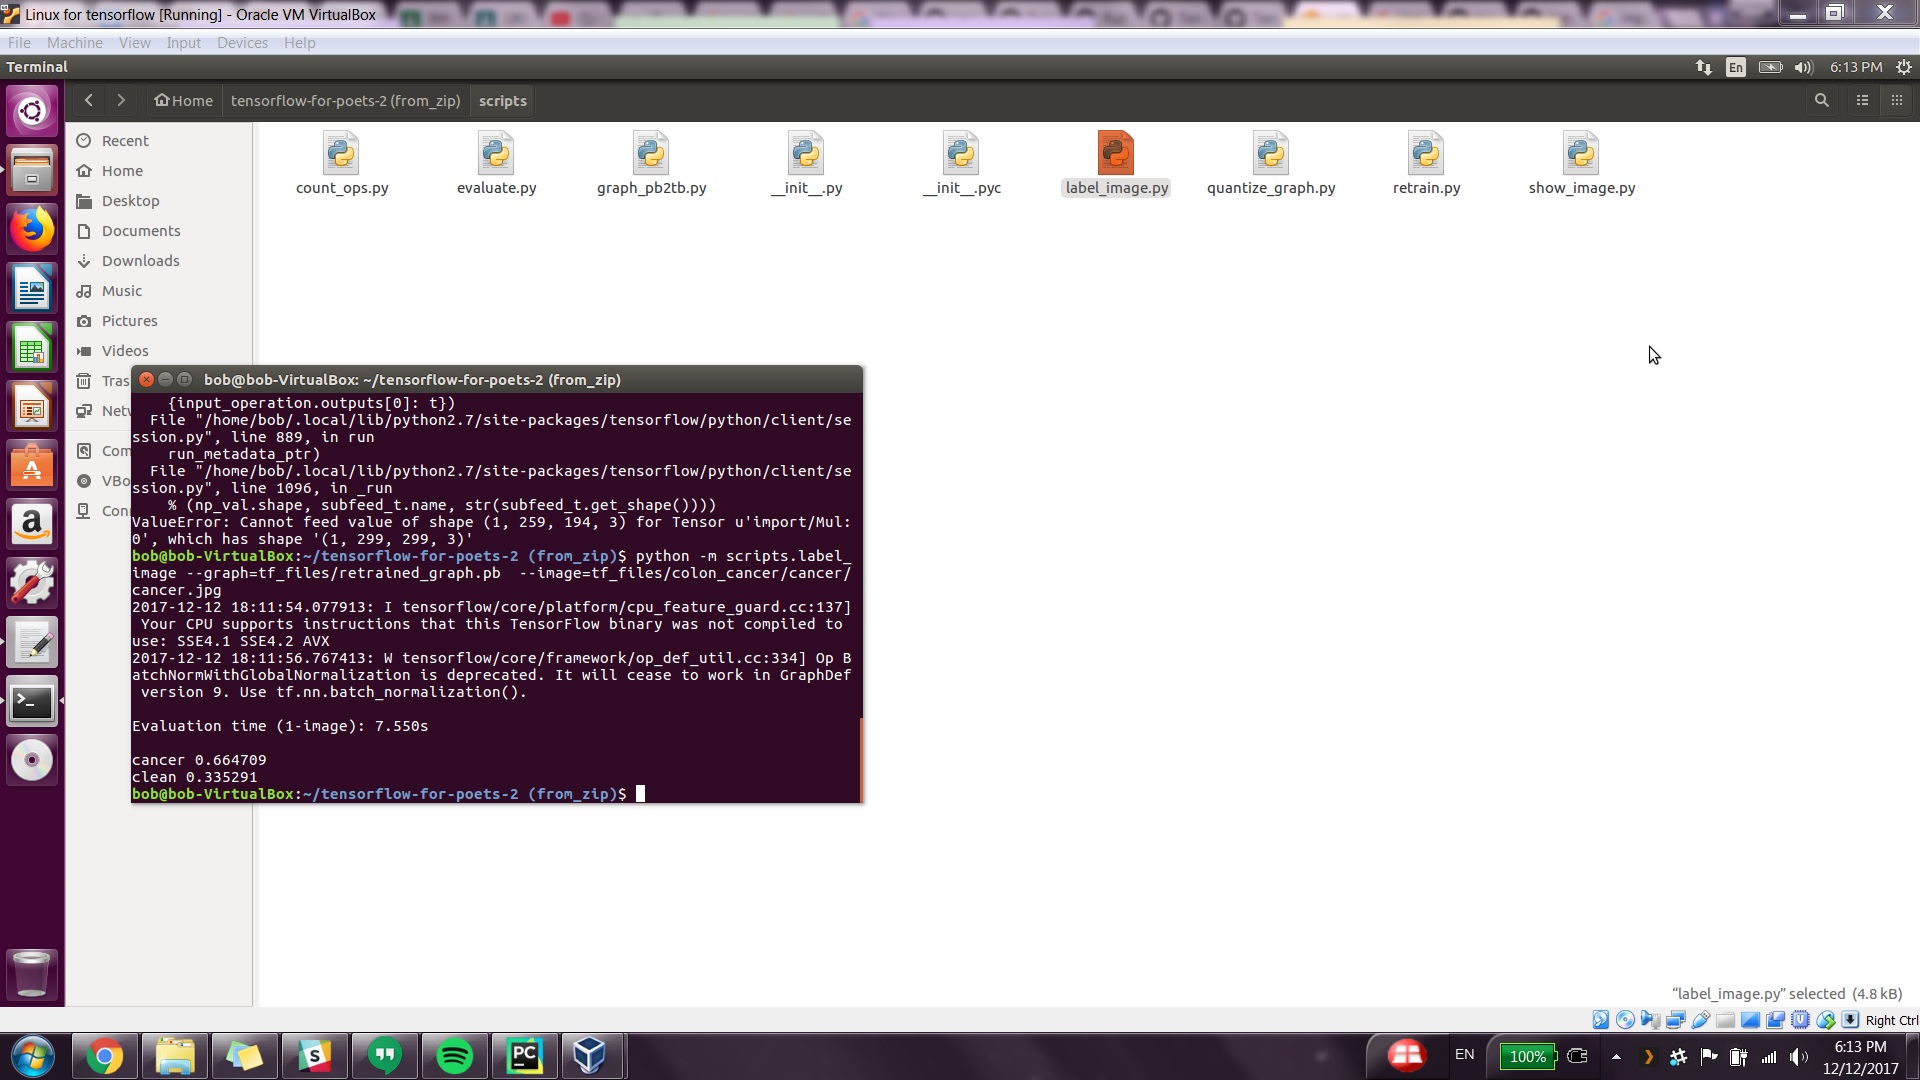 Linux for tensorflow [Running] - Oracle VM VirtualBox
File Machine View Input Devices Help
Terminal
En
6:13 PM
Home
tensorflow-for-poets-2 (from_zip)
scripts
Recent
Home
Desktop
Documents
Downloads
Music
Pictures
Videos
Tras
Netw
Com
VBo
Con
count_ops.py
evaluate.py
graph_pb2tb.py
__init__.py
__init__.pyc
label_image.py
quantize_graph.py
retrain.py
show_image.py
bob@bob-VirtualBox: ~/tensorflow-for-poets-2 (from_zip)
{input_operation.outputs[0]: t})
File "/home/bob/.local/lib/python2.7/site-packages/tensorflow/python/client/se
ssion.py", line 889, in run
run_metadata_ptr)
File "/home/bob/.local/lib/python2.7/site-packages/tensorflow/python/client/se
ssion.py", line 1096, in _run
% (np_val.shape, subfeed_t.name, str(subfeed_t.get_shape())))
ValueError: Cannot feed value of shape (1, 259, 194, 3) for Tensor u'import/Mul:
0', which has shape '(1, 299, 299, 3)'
bob@bob-VirtualBox:~/tensorflow-for-poets-2 (from_zip)$ python -m scripts.label_
image --graph=tf_files/retrained_graph.pb  --image=tf_files/colon_cancer/cancer/
cancer.jpg
2017-12-12 18:11:54.077913: I tensorflow/core/platform/cpu_feature_guard.cc:137]
Your CPU supports instructions that this TensorFlow binary was not compiled to
use: SSE4.1 SSE4.2 AVX
2017-12-12 18:11:56.767413: W tensorflow/core/framework/op_def_util.cc:334] Op B
atchNormWithGlobalNormalization is deprecated. It will cease to work in GraphDef
version 9. Use tf.nn.batch_normalization().
Evaluation time (1-image): 7.550s
cancer 0.664709
clean 0.335291
bob@bob-VirtualBox:~/tensorflow-for-poets-2 (from_zip)$
"label_image.py" selected (4.8 kB)
Right Ctrl
PC
EN
100%
6:13 PM
12/12/2017